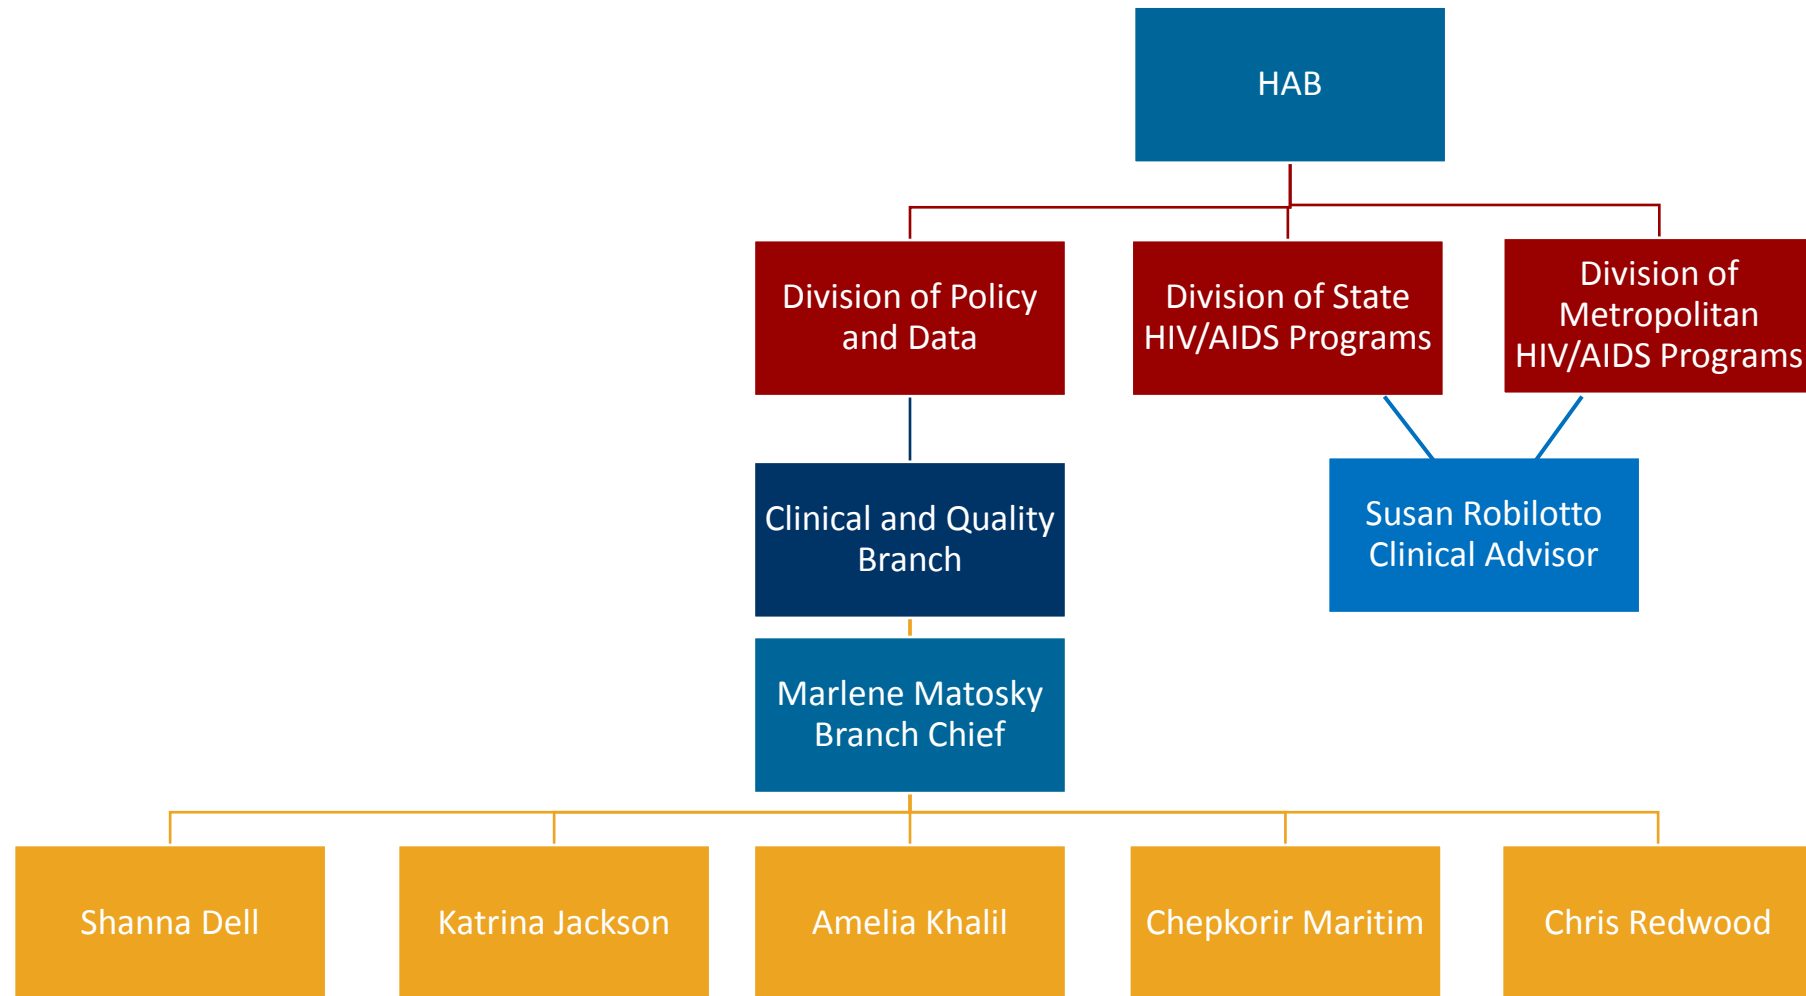 HAB
Division of Policy
and Data
Division of State
HIV/AIDS Programs
Division of
Metropolitan
HIV/AIDS Programs
Clinical and Quality
Branch
Susan Robilotto
Clinical Advisor
Marlene Matosky
Branch Chief
Shanna Dell
Katrina Jackson
Amelia Khalil
Chepkorir Maritim
Chris Redwood